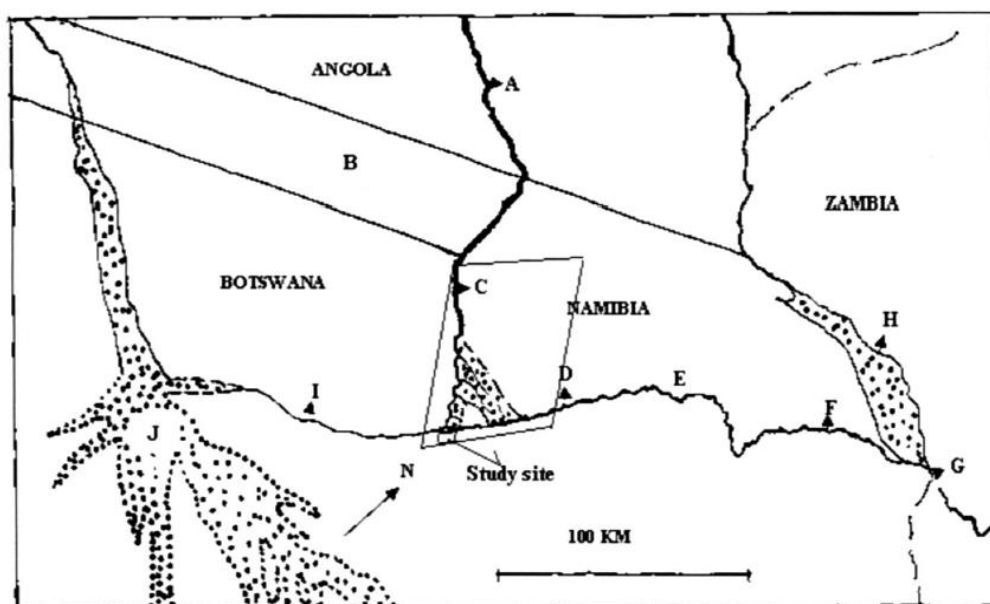 ANGOLA
A
B
ZAMBIA
BOTSWANA
C
NAMIBIA
H
D
E
I
F
J
N
Study site
G
100 KM